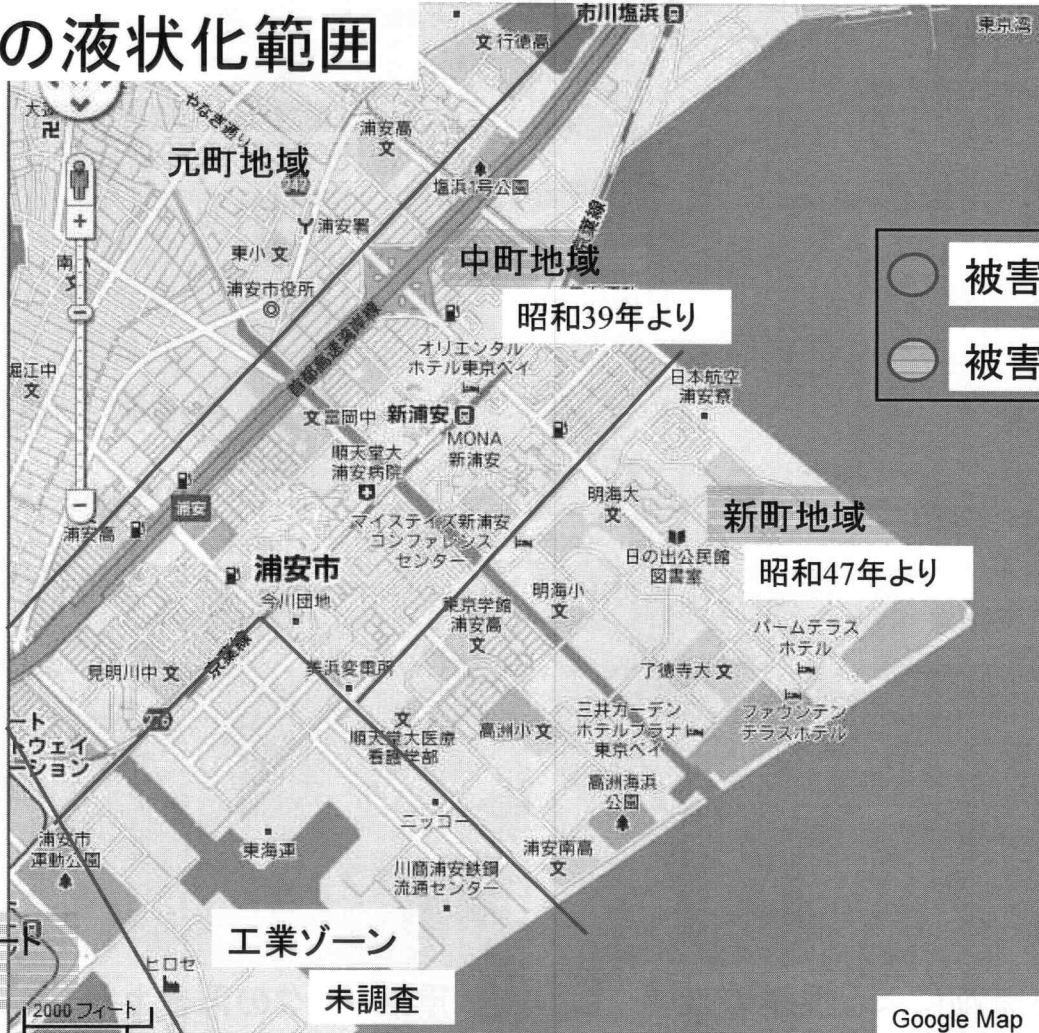 の液状化範囲
市川塩浜
東京湾
文 行徳高
やなぎ通り
浦安高
文
元町地域
塩浜1号公園
浦安署
東小 文
中町地域
昭和39年より
被害
被害
浦安市役所
首都高速湾岸線
オリエンタル
ホテル東京ベイ
日本航空
浦安寮
堀江中
文
文 富岡中
新浦安
MONA
新浦安
順天堂大
浦安病院
浦安
明海大
文
新町地域
昭和47年より
マイステイズ新浦安
コンファレンス
センター
日の出公民館
図書室
浦安高
浦安市
今川団地
明海小
文
東京学館
浦安高
文
パームテラス
ホテル
京葉線
見明川中 文
美浜変電所
了徳寺大 文
ート
トウェイ
ーション
文
順天堂大医療
看護学部
高洲小 文
三井ガーデン
ホテルプラナ
東京ベイ
ファウンテン
テラスホテル
高洲海浜
公園
浦安市
運動公園
東海運
ニッコー
浦安南高
文
川商浦安鉄鋼
流通センター
工業ゾーン
未調査
ート
ヒロセ
2000 フィート
Google Map